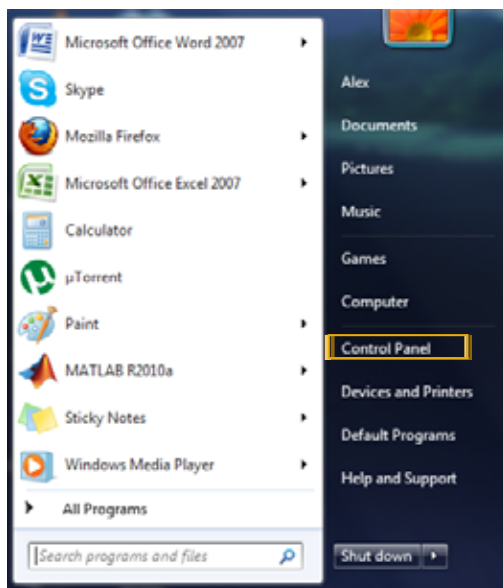 Microsoft Office Word 2007
Skype
Mozilla Firefox
Microsoft Office Excel 2007
Calculator
µTorrent
Paint
MATLAB R2010a
Sticky Notes
Windows Media Player
All Programs
Search programs and files
Alex
Documents
Pictures
Music
Games
Computer
Control Panel
Devices and Printers
Default Programs
Help and Support
Shut down